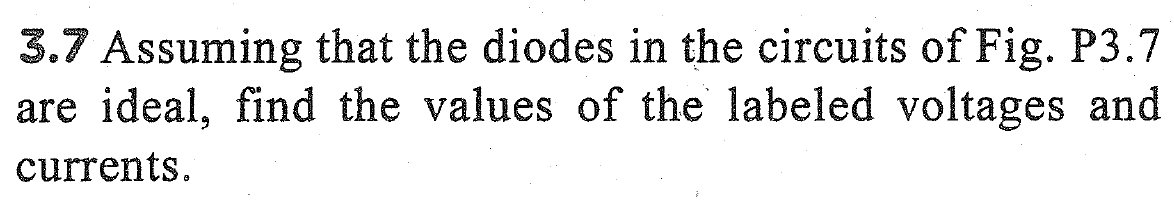 3.7 Assuming that the diodes in the circuits of Fig. P3.7
are ideal, find the values of the labeled voltages and
currents.